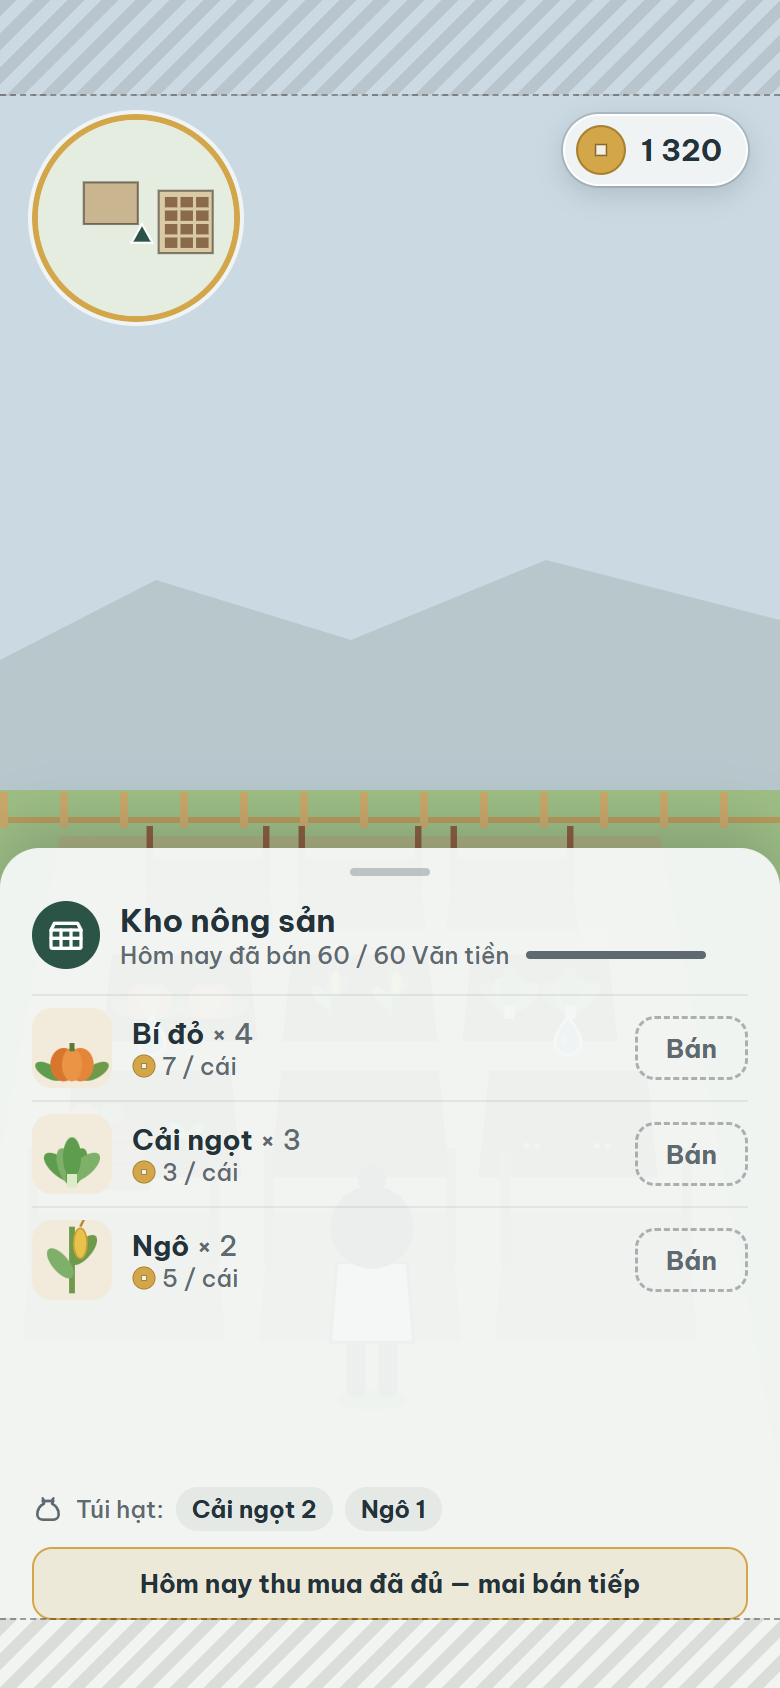 1 320
Kho nông sản
Hôm nay đã bán 60 / 60 Văn tiền
Bí đỏ × 4
7 / cái
Bán
Cải ngọt × 3
3 / cái
Bán
Ngô × 2
5 / cái
Bán
Túi hạt: Cải ngọt 2 Ngô 1
Hôm nay thu mua đã đủ — mai bán tiếp